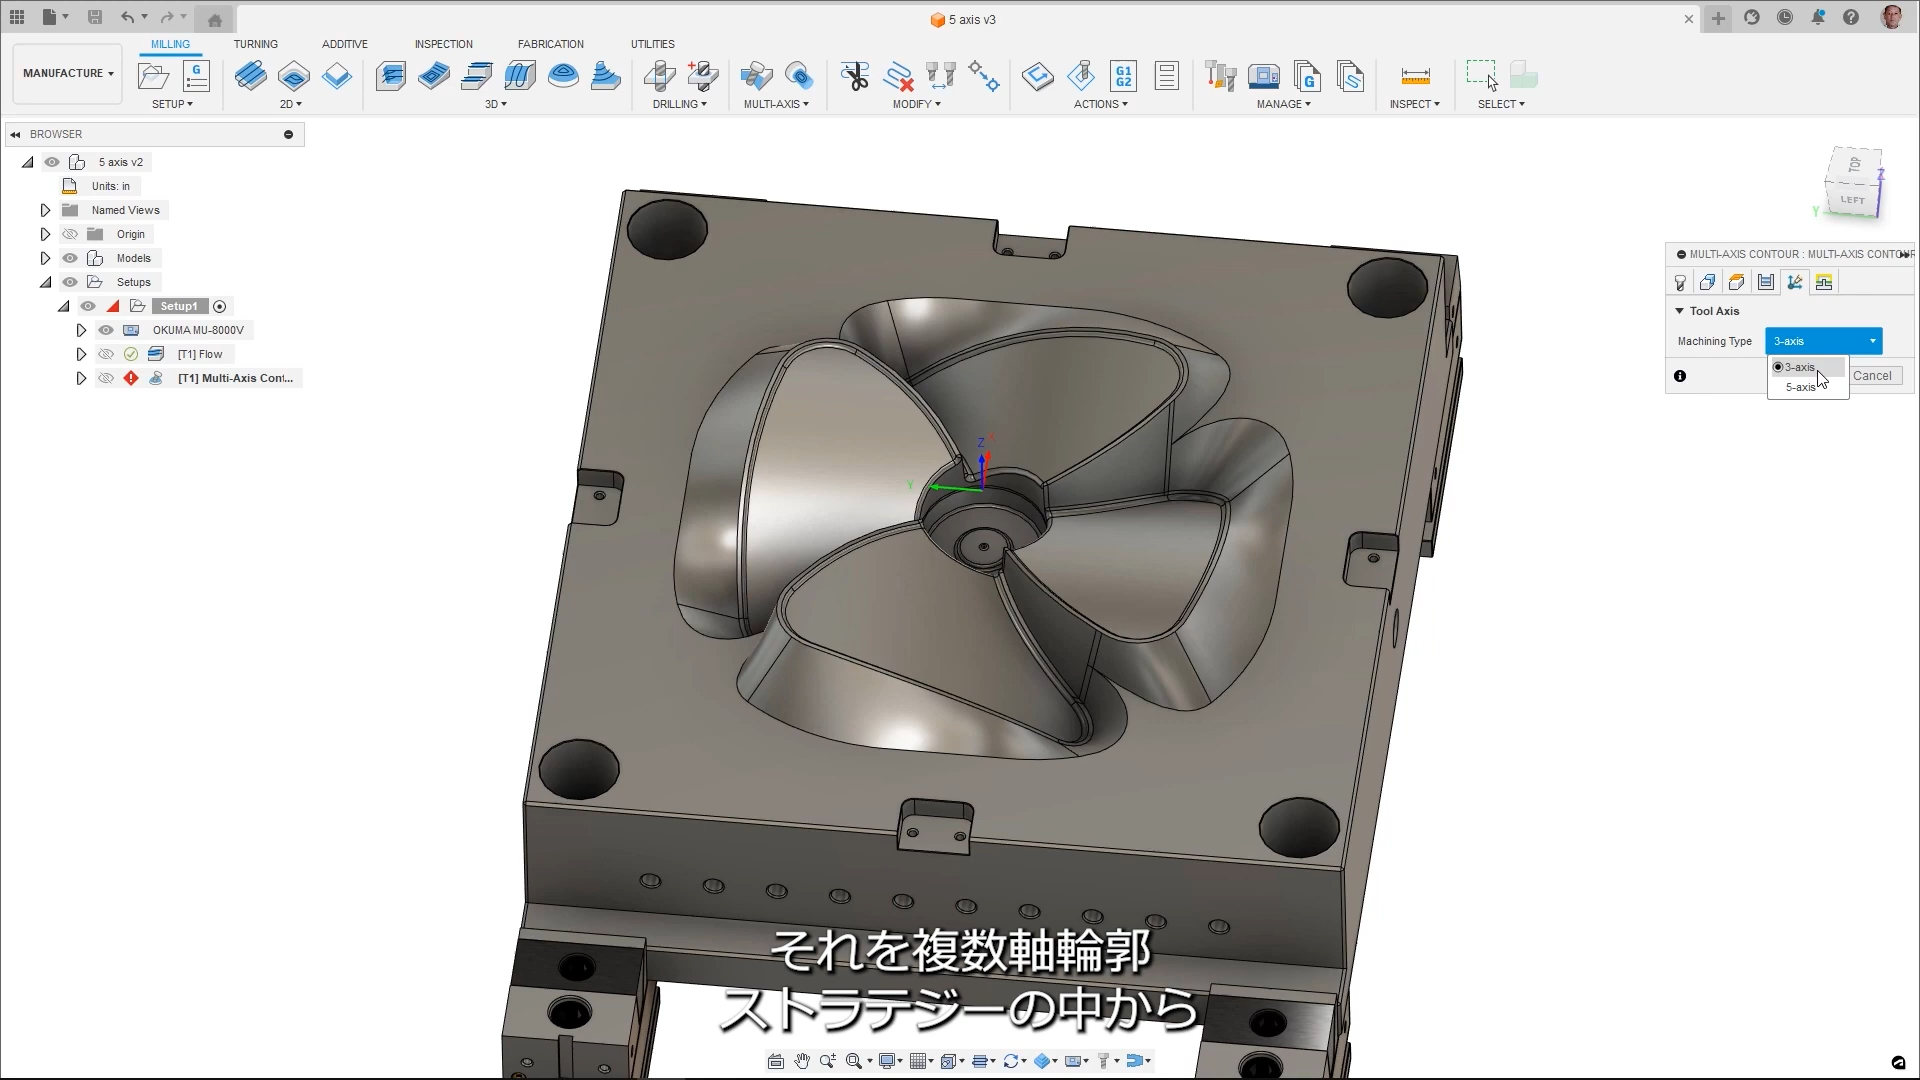 5 axis v3
MILLING TURNING ADDITIVE INSPECTION FABRICATION UTILITIES
MANUFACTURE
G
G1
G2
G
SETUP 2D 3D DRILLING MULTI-AXIS MODIFY ACTIONS MANAGE INSPECT SELECT
BROWSER
5 axis v2
Units: in
Named Views
Origin
Models
Setups
Setup1
OKUMA MU-8000V
[T1] Flow
[T1] Multi-Axis Cont...
TOP
LEFT
Z
Y
MULTI-AXIS CONTOUR : MULTI-AXIS CONTOUR
Tool Axis
Machining Type 3-axis
3-axis
5-axis
Cancel
Z
Y
それを複数軸輪郭
ストラテジーの中から